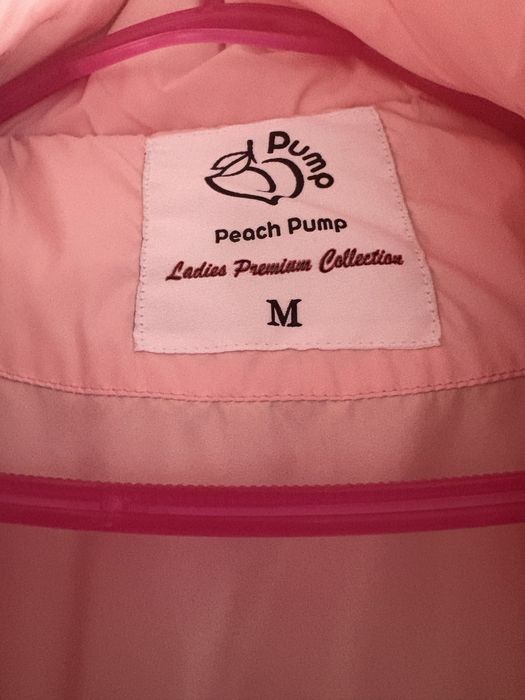 Pump
Peach Pump
Ladies Premium Collection
M